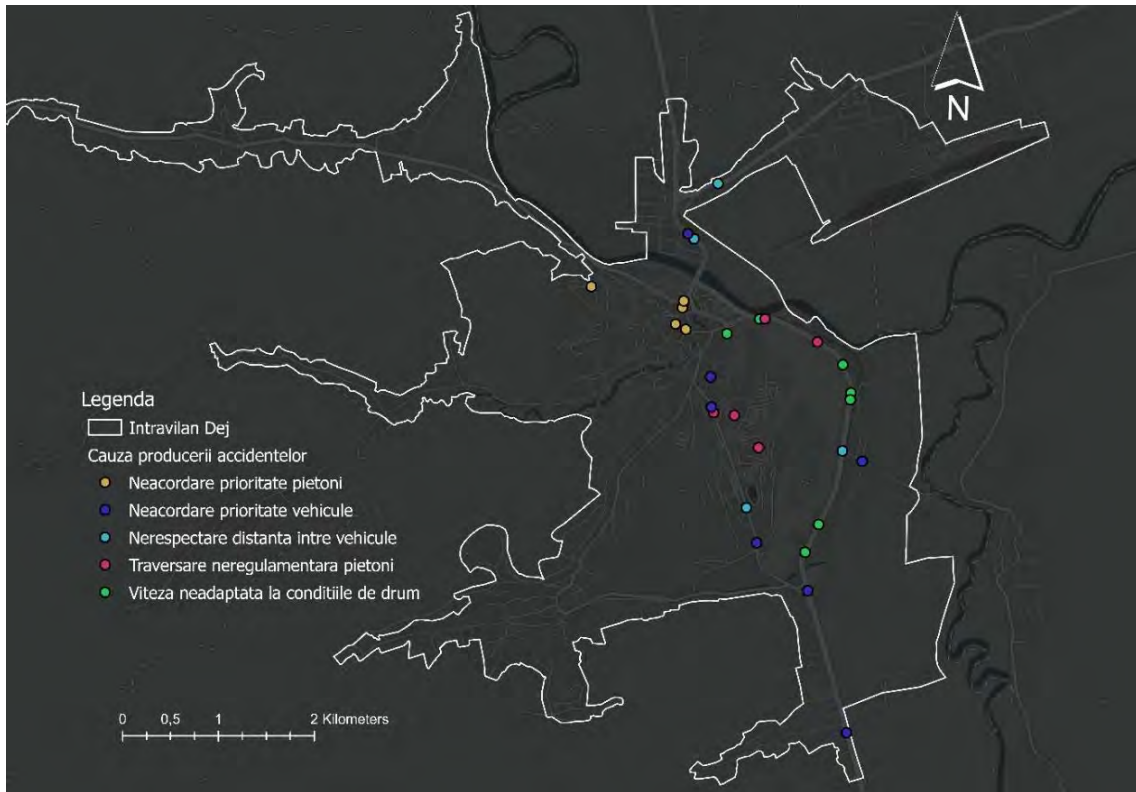 N
Legenda
Intravilan Dej
Cauza producerii accidentelor
Neacordare prioritate pietoni
Neacordare prioritate vehicule
Nerespectare distanta intre vehicule
Traversare neregulamentara pietoni
Viteza neadaptata la conditiile de drum
0 0,5 1 2 Kilometers